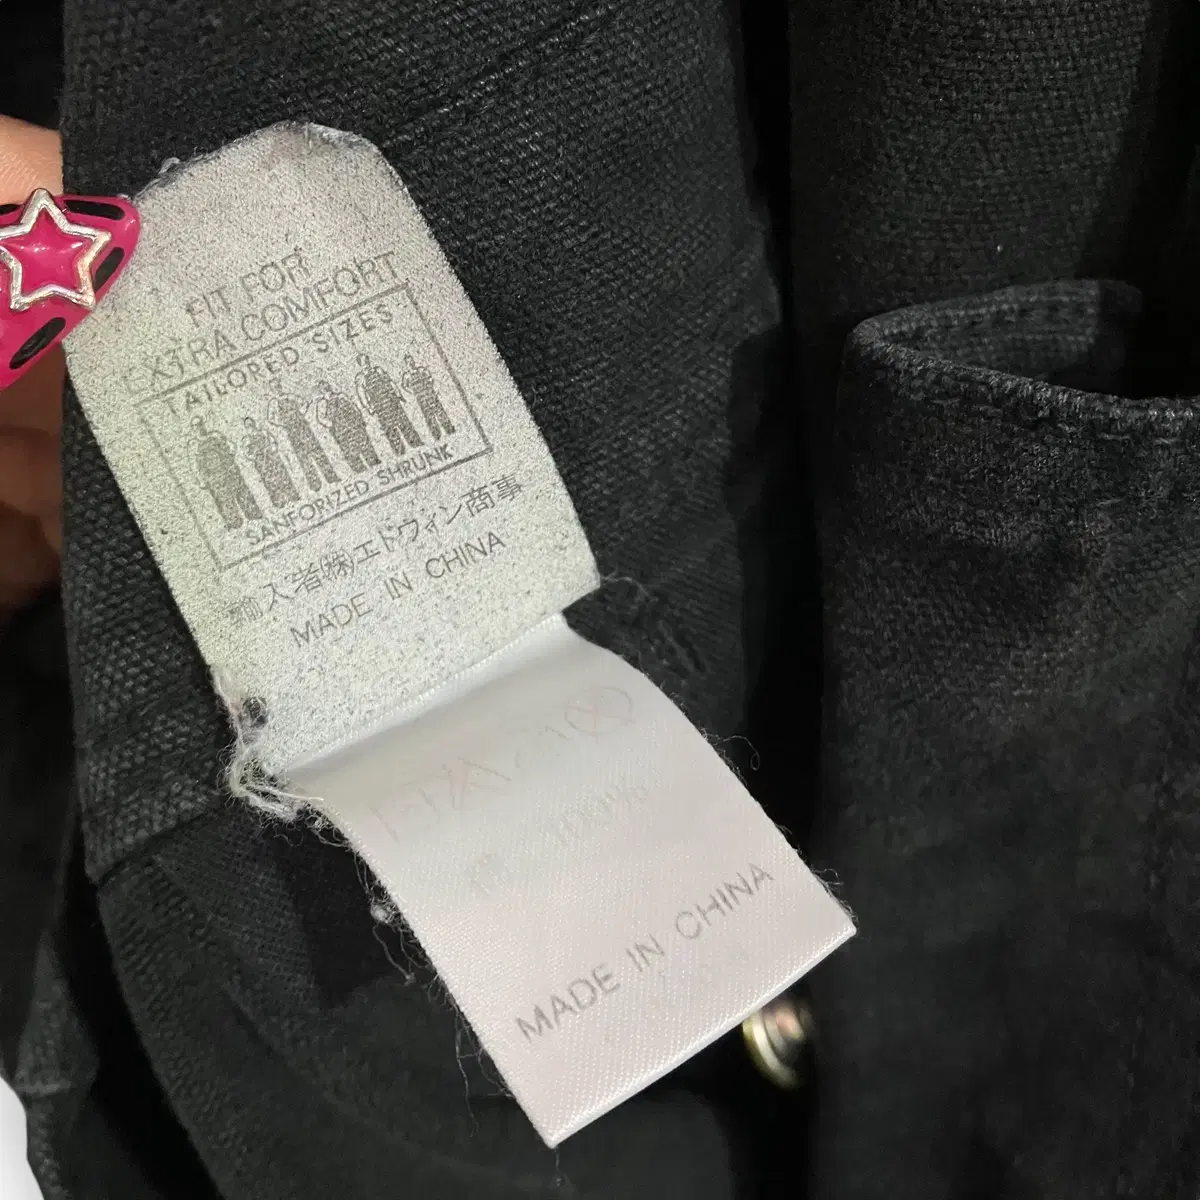 FIT FOR
EXTRA COMFORT
TAILORED SIZES
SANFORIZED SHRUNK
輸入者㈱エドウィン商事
MADE IN CHINA
100%
MADE IN CHINA